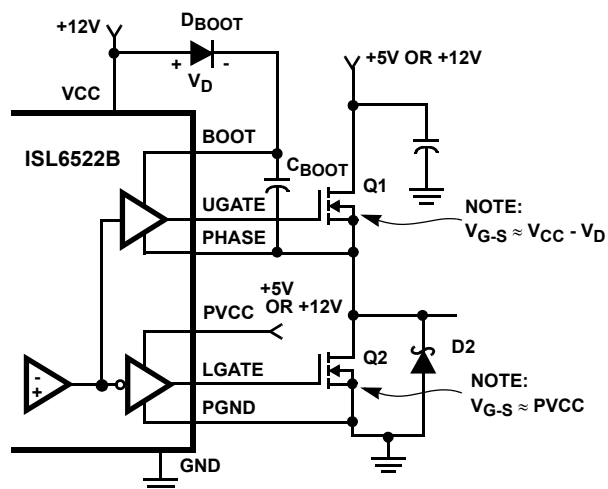 +12V
DBOOT
+ -
VD
VCC
+5V OR +12V
BOOT
ISL6522B
CBOOT
Q1
UGATE
NOTE:
VG-S ≈ VCC - VD
PHASE
+5V
PVCC OR +12V
Q2
D2
LGATE
NOTE:
VG-S ≈ PVCC
PGND
-
+
GND